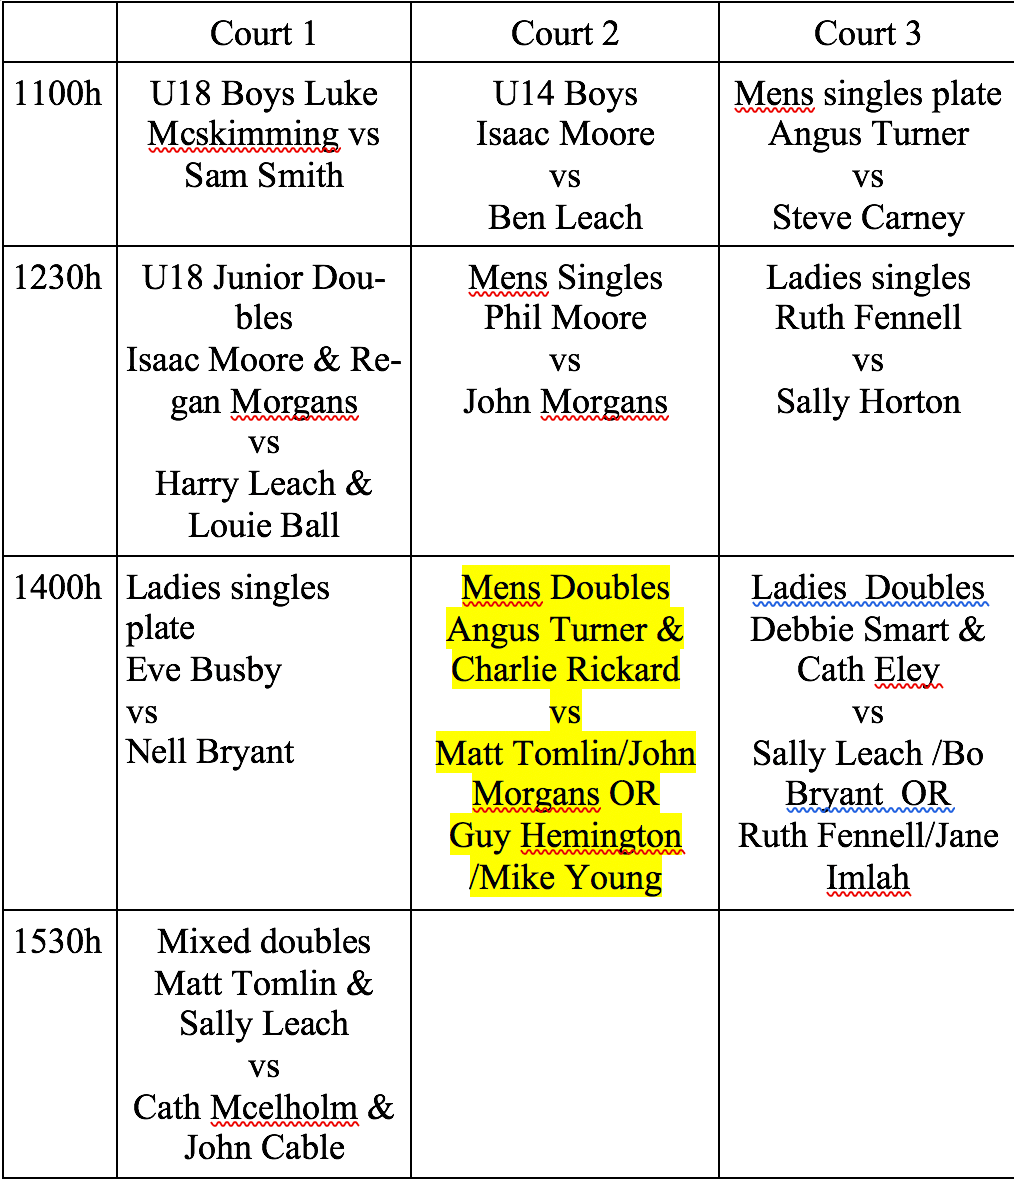 Court 1
Court 2
Court 3
1100h
U18 Boys Luke
Mcskimming vs
Sam Smith
U14 Boys
Isaac Moore
vs
Ben Leach
Mens singles plate
Angus Turner
vs
Steve Carney
1230h
U18 Junior Dou-
bles
Isaac Moore & Re-
gan Morgans
vs
Harry Leach &
Louie Ball
Mens Singles
Phil Moore
vs
John Morgans
Ladies singles
Ruth Fennell
vs
Sally Horton
1400h
Ladies singles
plate
Eve Busby
vs
Nell Bryant
Mens Doubles
Angus Turner &
Charlie Rickard
vs
Matt Tomlin/John
Morgans OR
Guy Hemington
/Mike Young
Ladies  Doubles
Debbie Smart &
Cath Eley
vs
Sally Leach /Bo
Bryant  OR
Ruth Fennell/Jane
Imlah
1530h
Mixed doubles
Matt Tomlin &
Sally Leach
vs
Cath Mcelholm &
John Cable